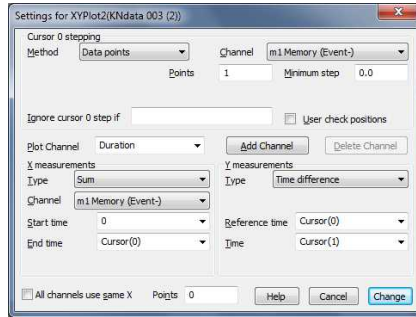 Settings for XYPlot2(KNdata 003 (2))
Cursor 0 stepping
Method Data points Channel m1 Memory (Event-)
Points 1 Minimum step 0.0
Ignore cursor 0 step if User check positions
Plot Channel Duration Add Channel Delete Channel
X measurements Y measurements
Type Sum Type Time difference
Channel m1 Memory (Event-)
Start time 0 Reference time Cursor(0)
End time Cursor(0) Time Cursor(1)
All channels use same X Points 0 Help Cancel Change